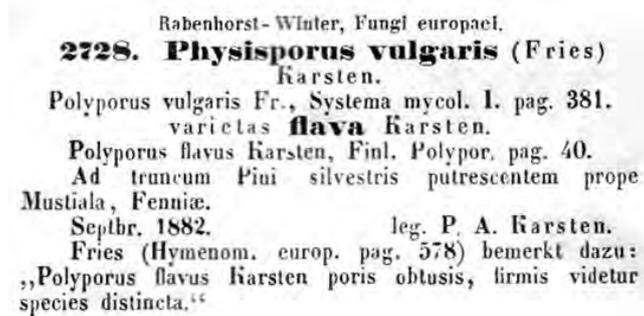 Rabenhorst-Winter, Fungi europaei.
2728. Physisporus vulgaris (Fries)
Karsten.
Polyporus vulgaris Fr., Systema mycol. I. pag. 381.
varietas flava Karsten.
Polyporus flavus Karsten, Finl. Polypor. pag. 40.
Ad truncum Pini silvestris putrescentem prope
Mustiala, Fenniæ.
Septbr. 1882. leg. P. A. Karsten.
Fries (Hymenom. europ. pag. 578) bemerkt dazu:
„Polyporus flavus Karsten poris obtusis, firmis videtur
species distincta.“